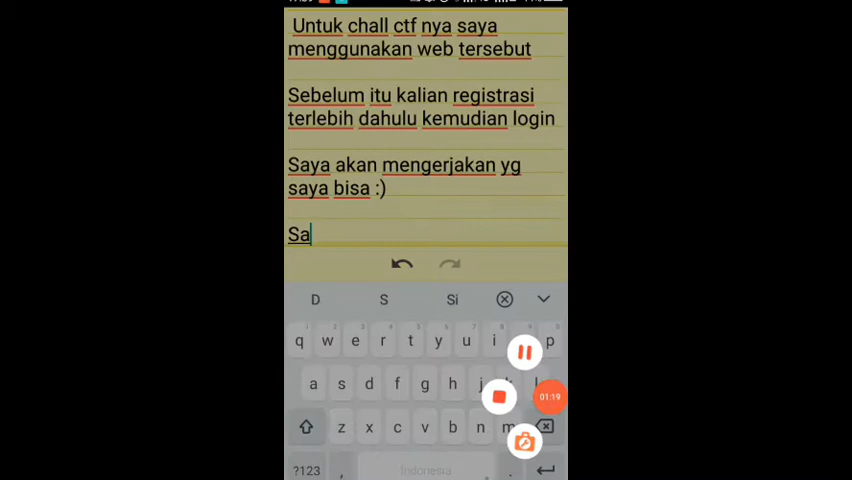 Untuk chall ctf nya saya
menggunakan web tersebut
Sebelum itu kalian registrasi
terlebih dahulu kemudian login
Saya akan mengerjakan yg
saya bisa :)
Sa
D S Si
q w e r t y u i p
a s d f g h j
01:19
z x c v b n m
?123 , Indonesia .